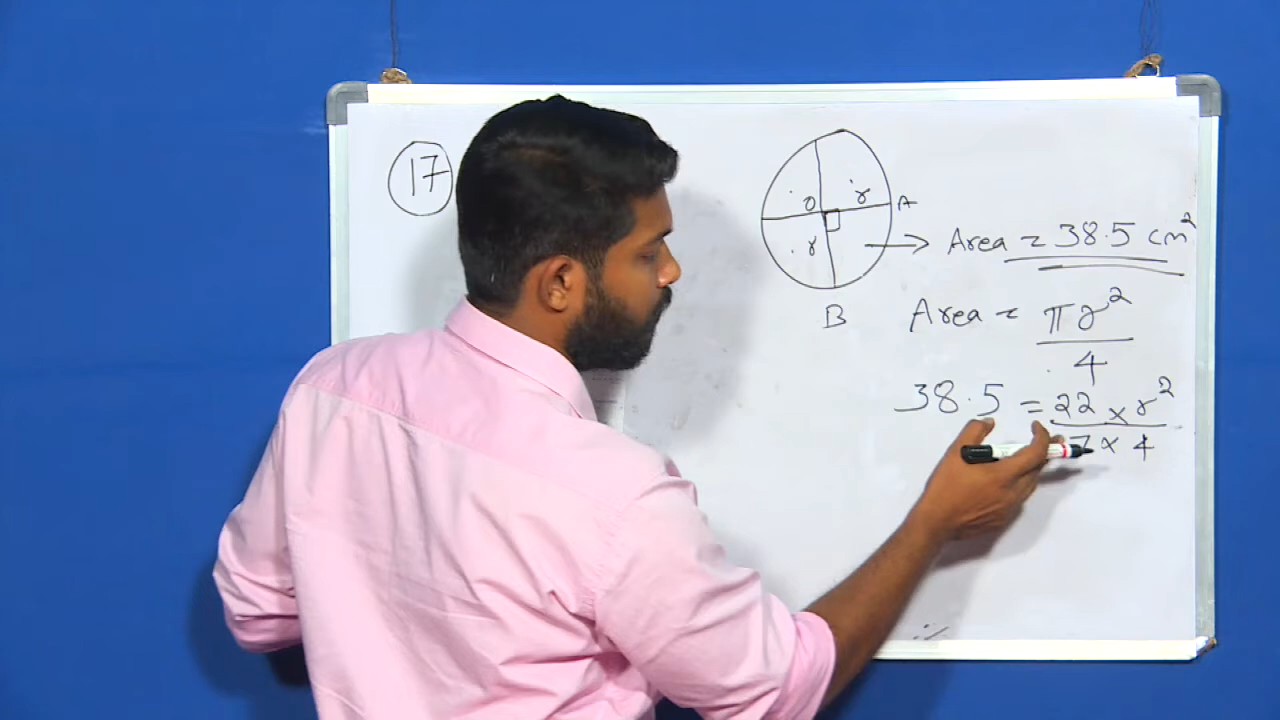 17
O r A
r
B
→ Area = 38.5 cm²
Area = πr²
4
38.5 = 22 × r²
7 × 4